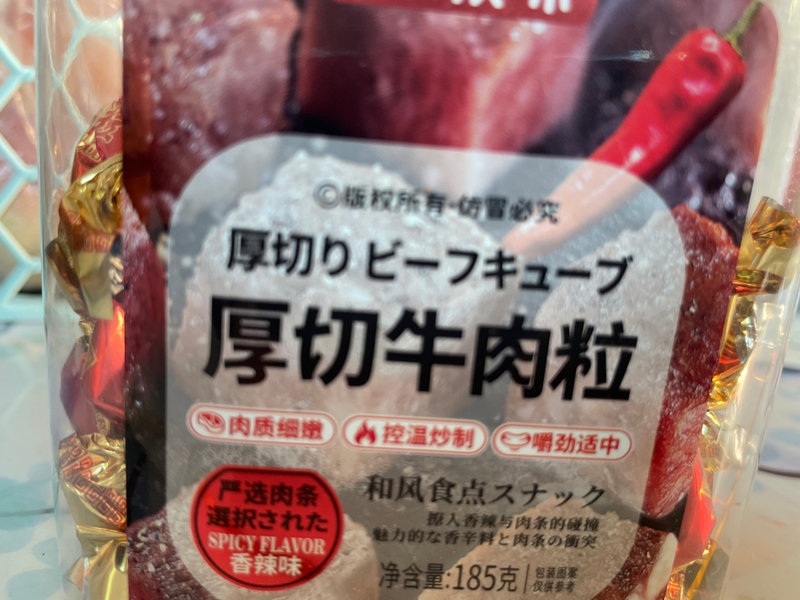 ©版权所有·仿冒必究
厚切り ビーフキューブ
厚切牛肉粒
肉质细嫩 控温炒制 嚼劲适中
严选肉条
選択された
SPICY FLAVOR
香辣味
和风食点スナック
撩人香辣与肉条的碰撞
魅力的な香辛料と肉条の衝突
净含量:185克
包装图案
仅供参考